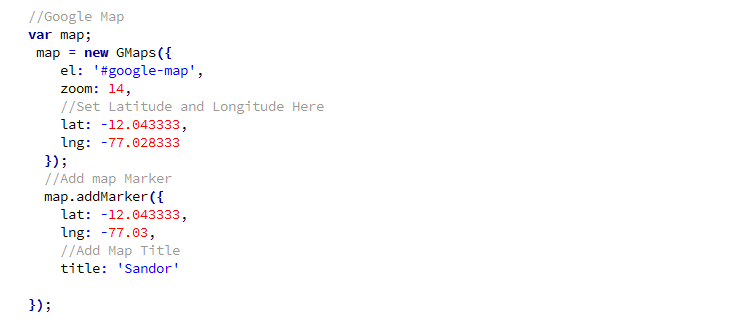 //Google Map
var map;
map = new GMaps({
el: '#google-map',
zoom: 14,
//Set Latitude and Longitude Here
lat: -12.043333,
lng: -77.028333
});
//Add map Marker
map.addMarker({
lat: -12.043333,
lng: -77.03,
//Add Map Title
title: 'Sandor'
});